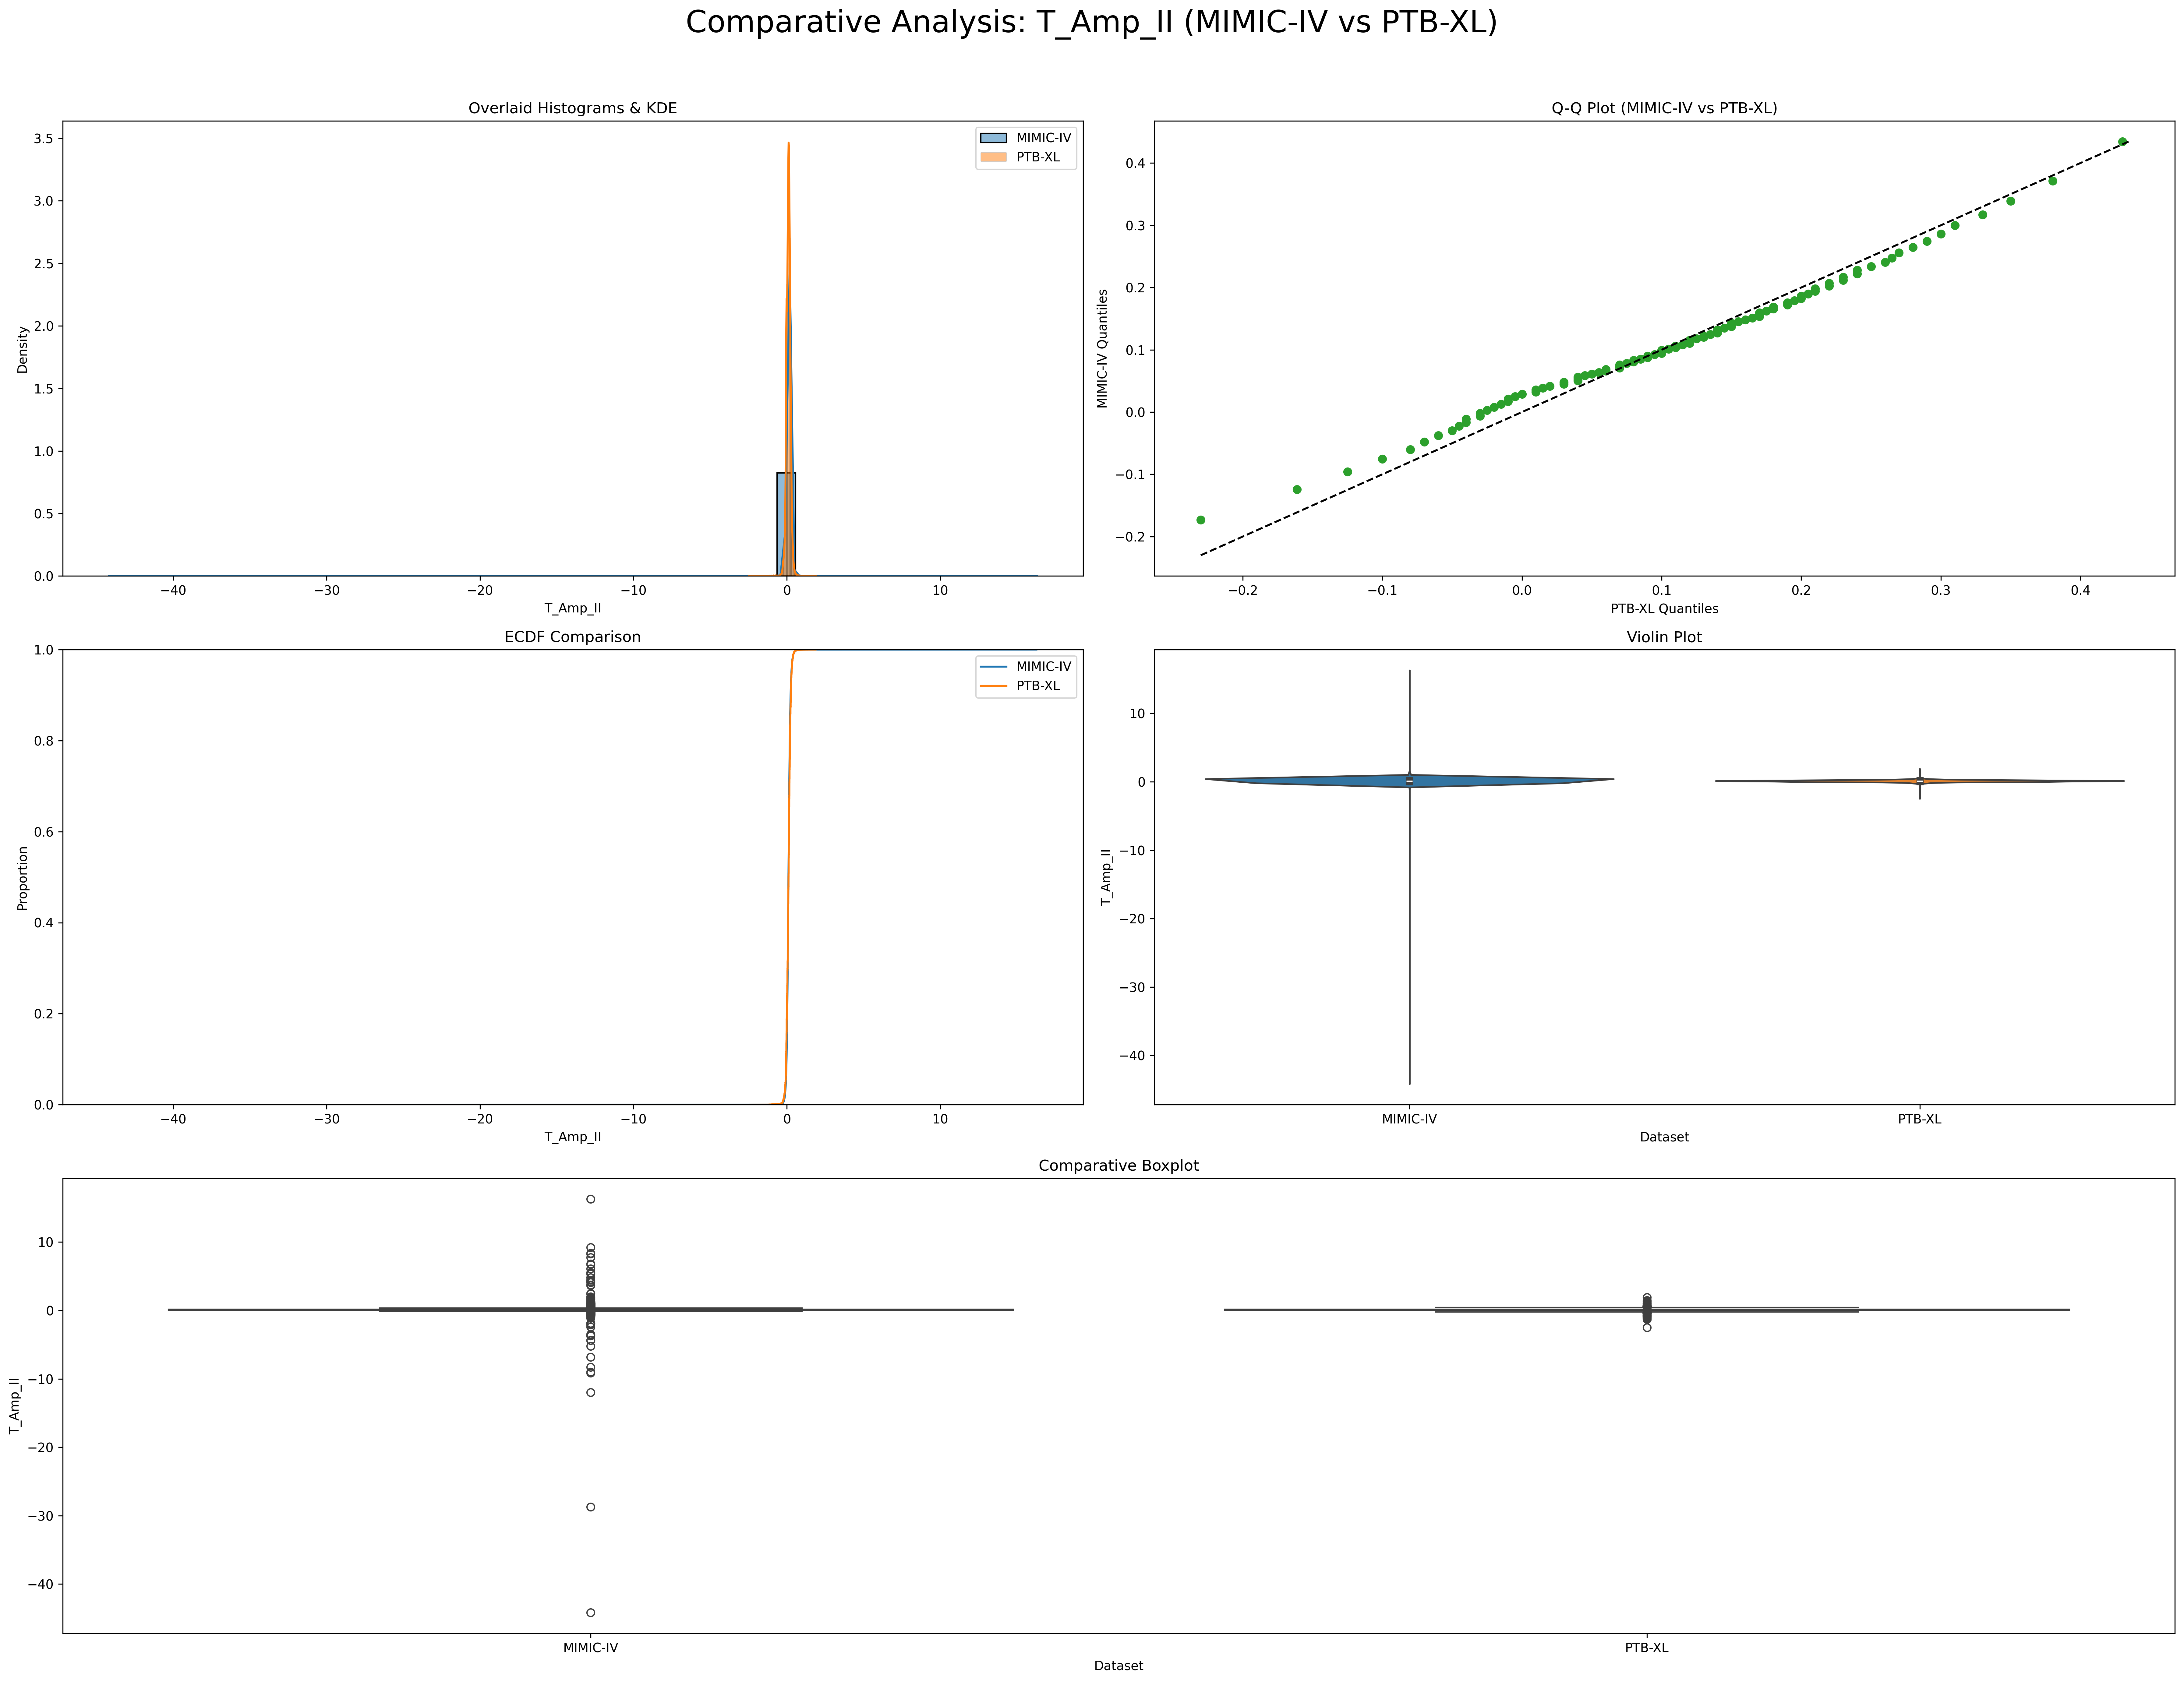 Comparative Analysis: T_Amp_II (MIMIC-IV vs PTB-XL)
Overlaid Histograms & KDE
3.5
3.0
2.5
2.0
1.5
1.0
0.5
0.0
Density
−40 −30 −20 −10 0 10
T_Amp_II
MIMIC-IV
PTB-XL
Q-Q Plot (MIMIC-IV vs PTB-XL)
0.4
0.3
0.2
0.1
0.0
−0.1
−0.2
MIMIC-IV Quantiles
−0.2 −0.1 0.0 0.1 0.2 0.3 0.4
PTB-XL Quantiles
ECDF Comparison
1.0
0.8
0.6
0.4
0.2
0.0
Proportion
−40 −30 −20 −10 0 10
T_Amp_II
MIMIC-IV
PTB-XL
Violin Plot
10
0
−10
−20
−30
−40
T_Amp_II
MIMIC-IV PTB-XL
Dataset
Comparative Boxplot
10
0
−10
−20
−30
−40
T_Amp_II
MIMIC-IV PTB-XL
Dataset